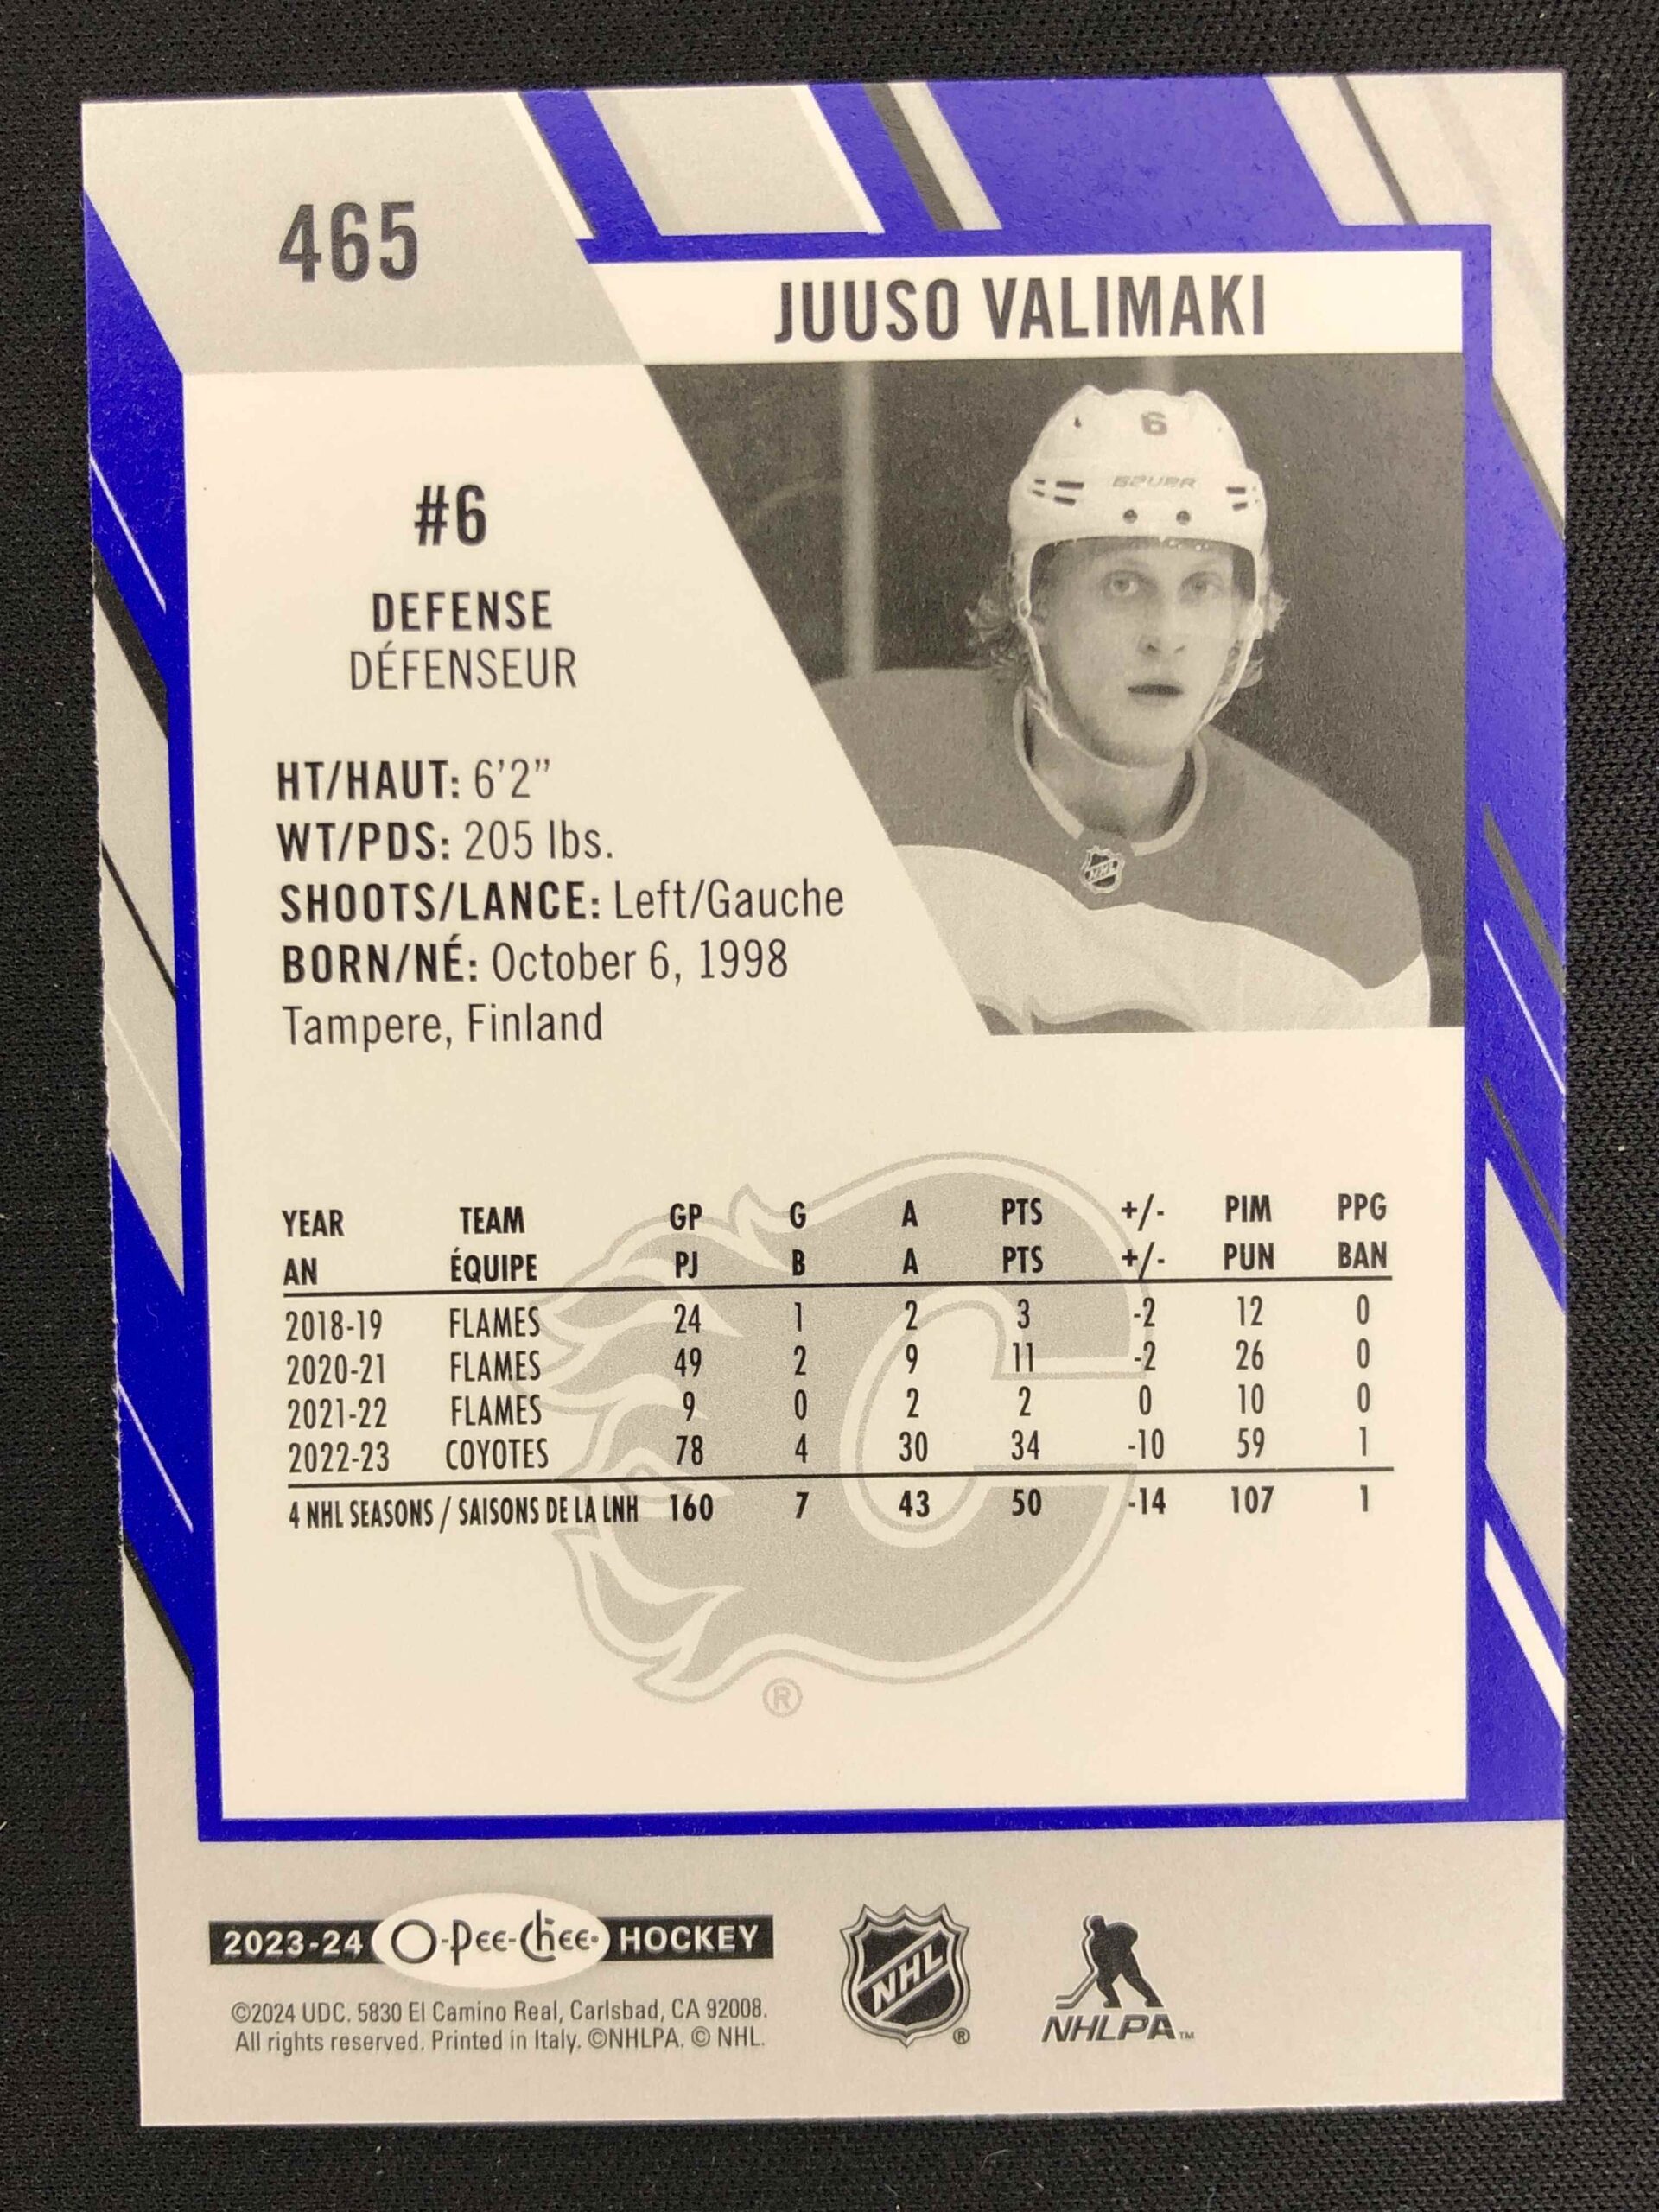 465
JUUSO VALIMAKI
6
BAUER
#6
DEFENSE
DÉFENSEUR
HT/HAUT: 6'2"
WT/PDS: 205 lbs.
SHOOTS/LANCE: Left/Gauche
BORN/NÉ: October 6, 1998
Tampere, Finland
NHL
YEAR TEAM GP G A PTS +/- PIM PPG
AN ÉQUIPE PJ B A PTS +/- PUN BAN
2018-19 FLAMES 24 1 2 3 -2 12 0
2020-21 FLAMES 49 2 9 11 -2 26 0
2021-22 FLAMES 9 0 2 2 0 10 0
2022-23 COYOTES 78 4 30 34 -10 59 1
4 NHL SEASONS / SAISONS DE LA LNH 160 7 43 50 -14 107 1
C
®
2023-24 O-Pee-Chee® HOCKEY
©2024 UDC. 5830 El Camino Real, Carlsbad, CA 92008.
All rights reserved. Printed in Italy. ©NHLPA. © NHL.
NHL ®
NHLPA™